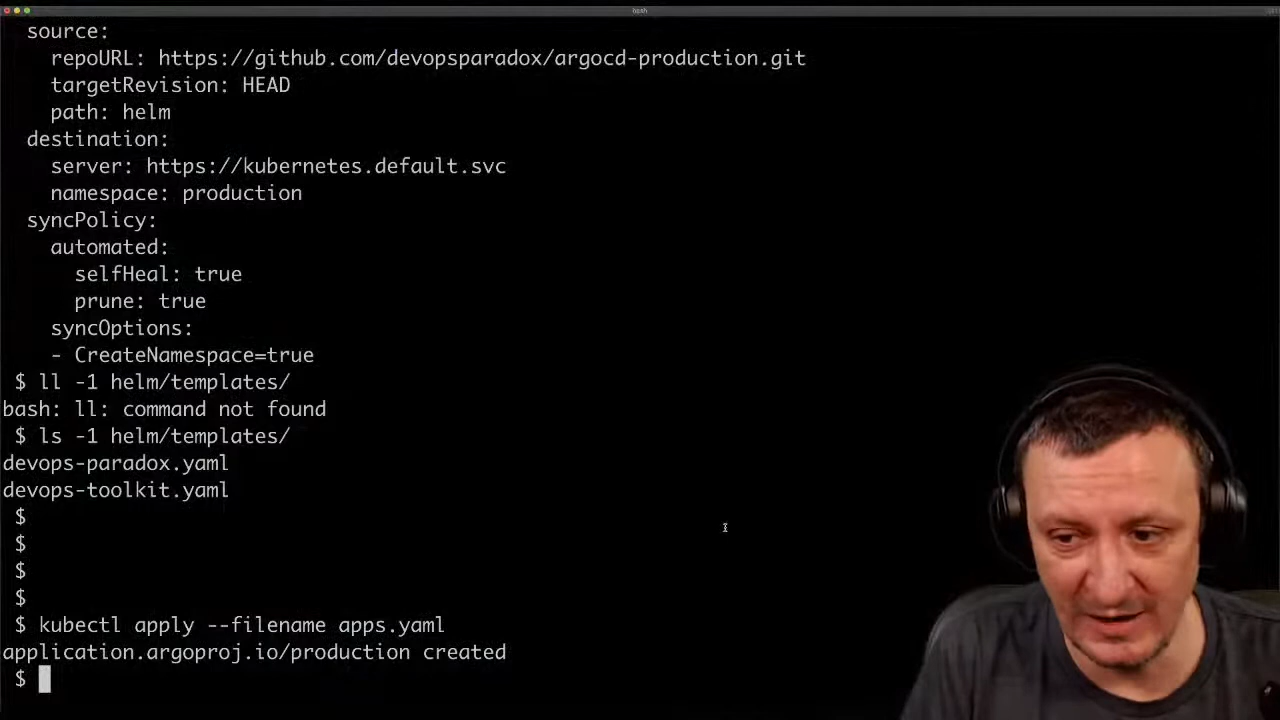 bash
source:
repoURL: https://github.com/devopsparadox/argocd-production.git
targetRevision: HEAD
path: helm
destination:
server: https://kubernetes.default.svc
namespace: production
syncPolicy:
automated:
selfHeal: true
prune: true
syncOptions:
- CreateNamespace=true
$ ll -1 helm/templates/
bash: ll: command not found
$ ls -1 helm/templates/
devops-paradox.yaml
devops-toolkit.yaml
$
$
$
$
$ kubectl apply --filename apps.yaml
application.argoproj.io/production created
$